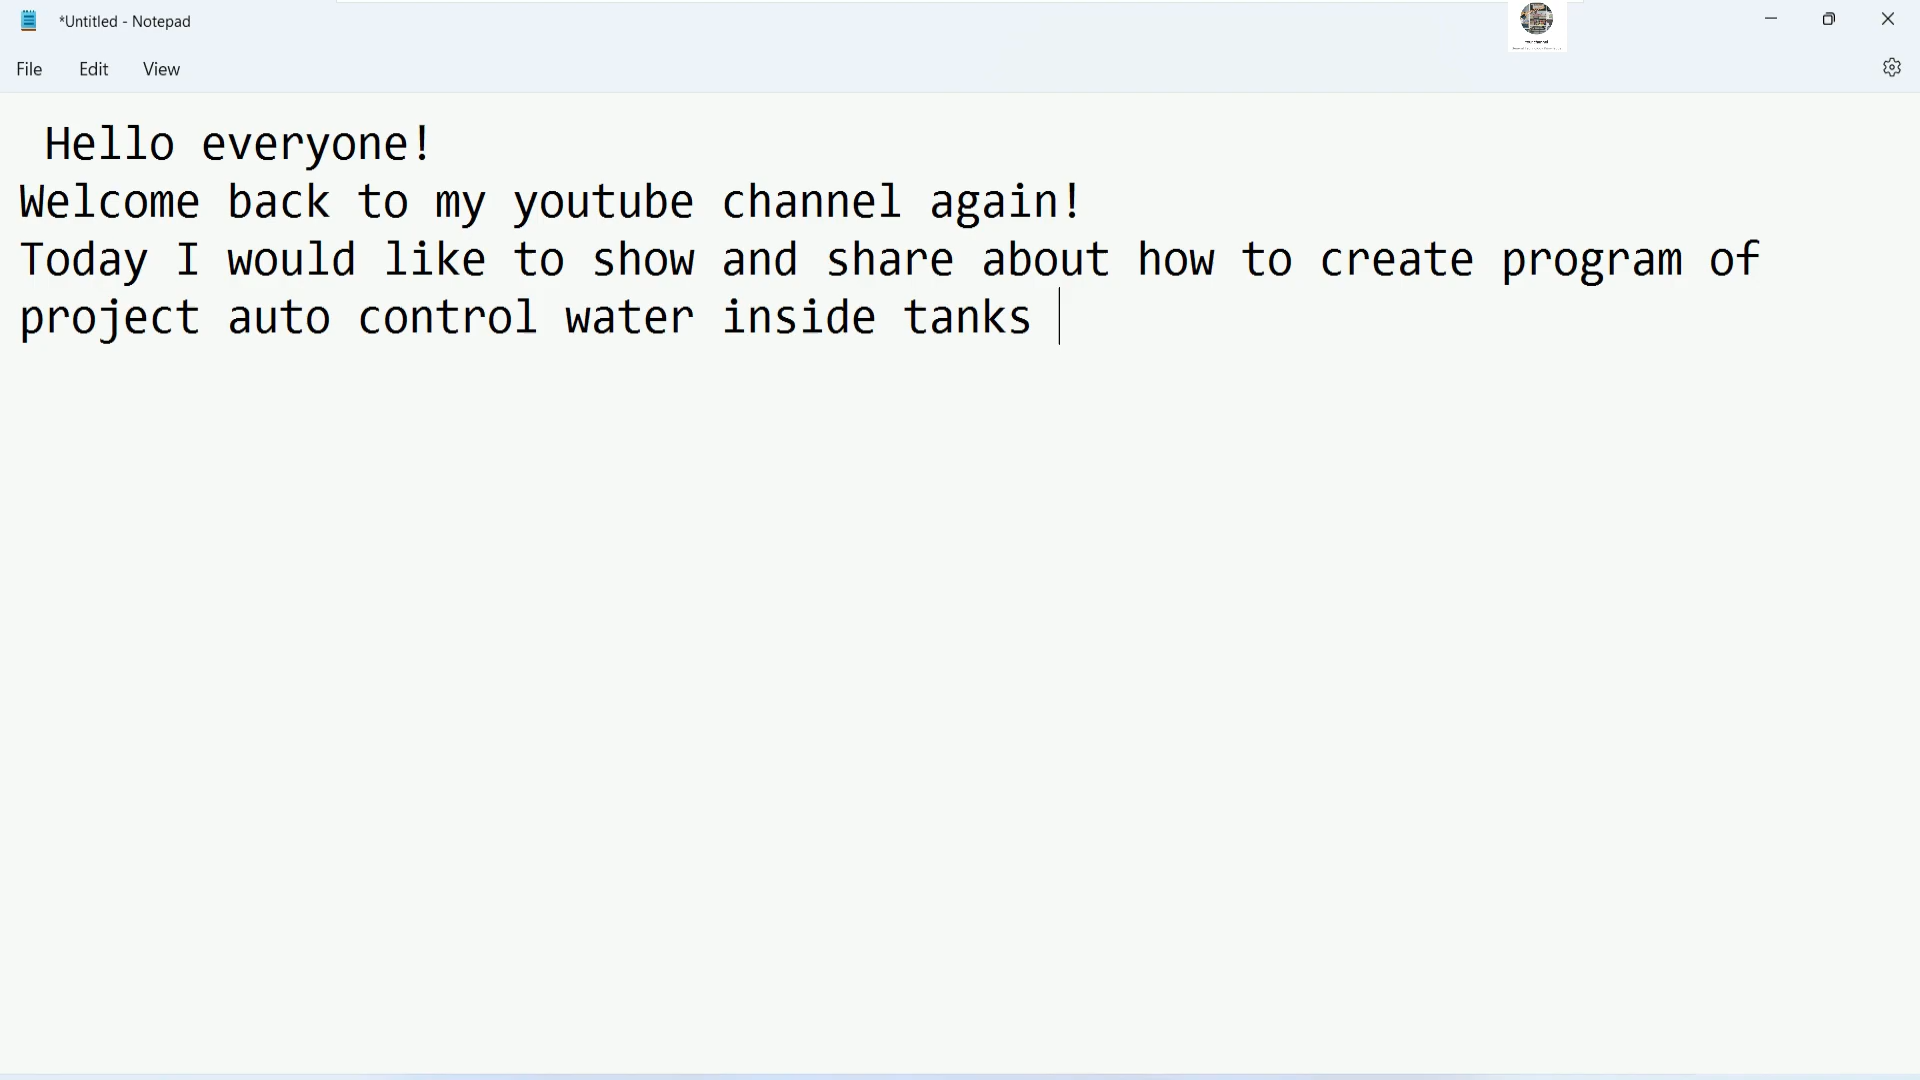 *Untitled - Notepad
File Edit View
Hello everyone!
Welcome back to my youtube channel again!
Today I would like to show and share about how to create program of
project auto control water inside tanks